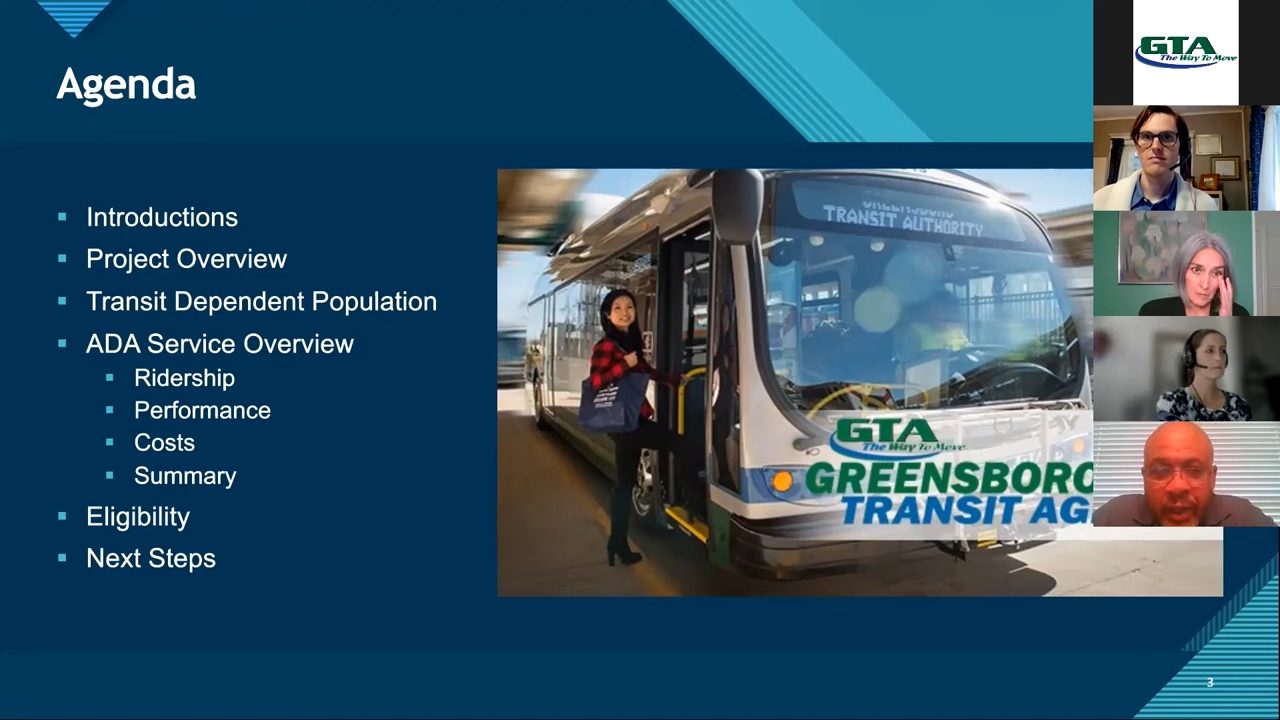 Agenda
Introductions
Project Overview
Transit Dependent Population
ADA Service Overview
Ridership
Performance
Costs
Summary
Eligibility
Next Steps
TRANSIT AUTHORITY
GTA
The Way To Move
GREENSBORO
TRANSIT AG
GTA
The Way To Move
3